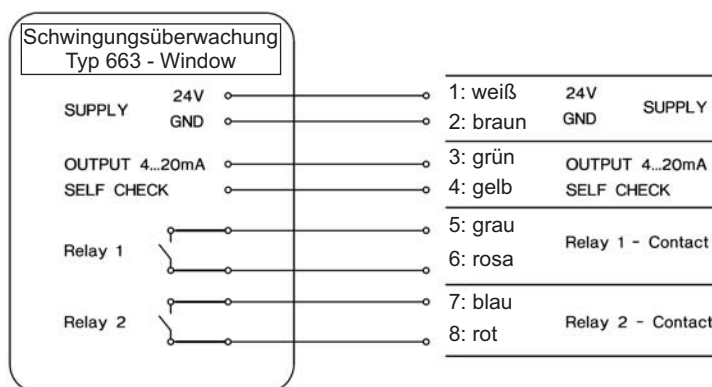 Schwingungsüberwachung
Typ 663 - Window
SUPPLY
24V
GND
OUTPUT 4...20mA
SELF CHECK
Relay 1
Relay 2
1: weiß
2: braun
3: grün
4: gelb
5: grau
6: rosa
7: blau
8: rot
24V
GND
SUPPLY
OUTPUT 4...20mA
SELF CHECK
Relay 1 - Contact
Relay 2 - Contact